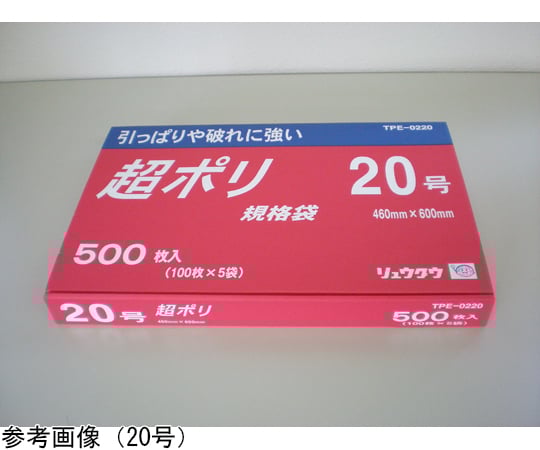 引っぱりや破れに強い
TPE-0220
超ポリ
規格袋
20号
460mm×600mm
500枚入
(100枚×5袋)
リュウグウ
20号
超ポリ
460mm×600mm
TPE-0220
500枚入
(100枚×5袋)
参考画像（20号）